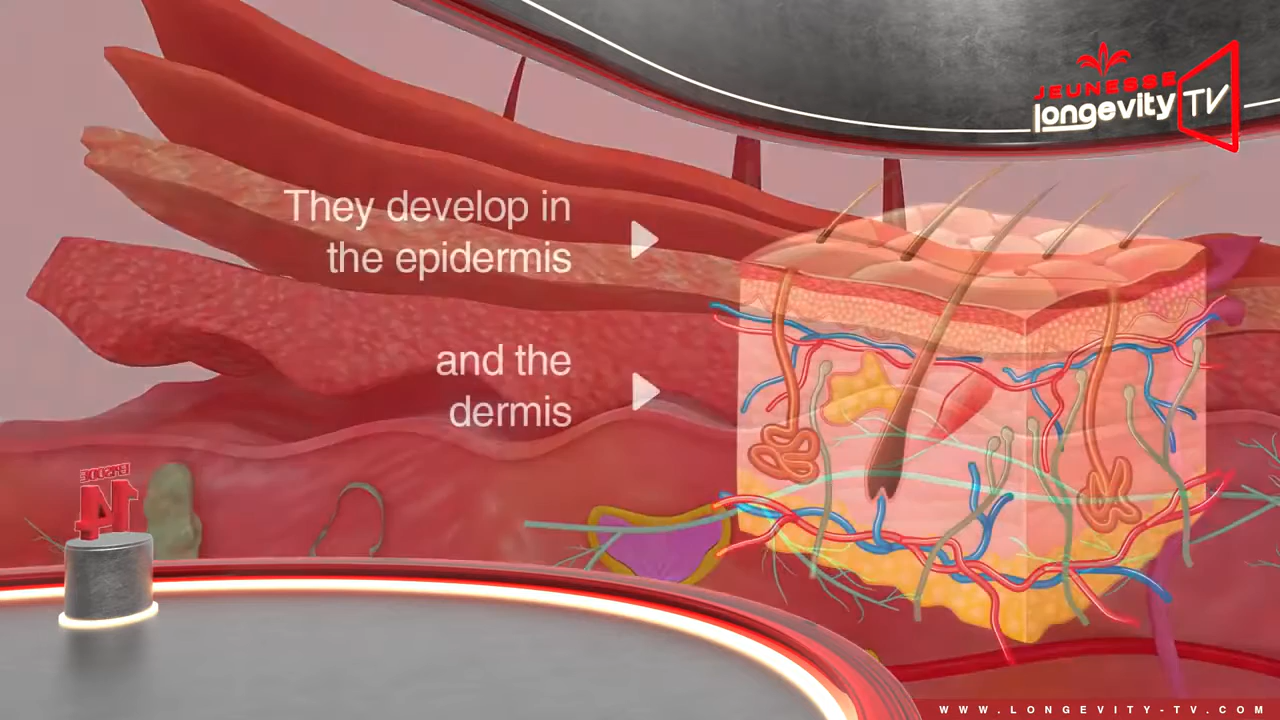 JEUNESSE
longevity TV
They develop in
the epidermis
and the
dermis
EPISODE
14
WWW.LONGEVITY-TV.COM